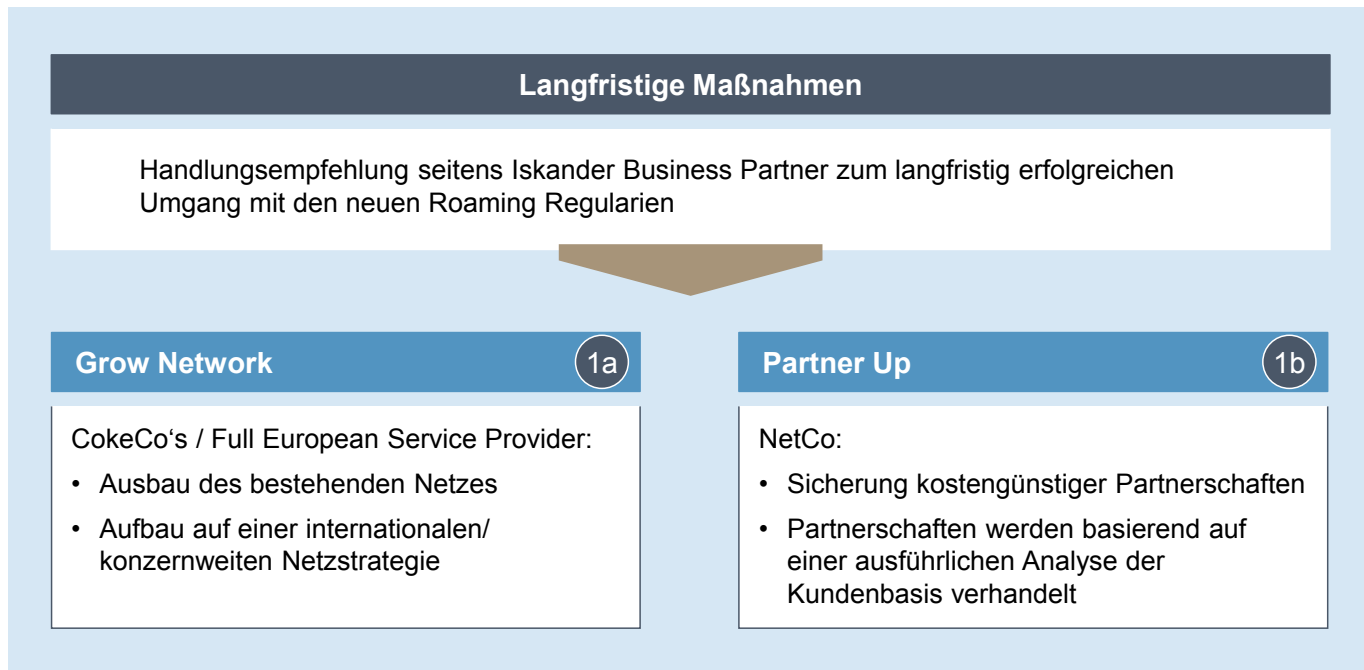 Langfristige Maßnahmen
Handlungsempfehlung seitens Iskander Business Partner zum langfristig erfolgreichen
Umgang mit den neuen Roaming Regularien
Grow Network
1a
CokeCo‘s / Full European Service Provider:
• Ausbau des bestehenden Netzes
• Aufbau auf einer internationalen/
konzernweiten Netzstrategie
Partner Up
1b
NetCo:
• Sicherung kostengünstiger Partnerschaften
• Partnerschaften werden basierend auf
einer ausführlichen Analyse der
Kundenbasis verhandelt